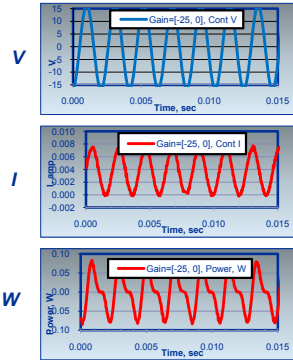 15
Gain=[-25, 0], Cont V
10
5
V
V
0
-5
-10
-15
0.000 0.005 0.010 0.015
Time, sec
0.010
Gain=[-25, 0], Cont I
0.008
0.006
I
I, amp
0.004
0.002
0.000
-0.002
0.000 0.005 0.010 0.015
Time, sec
0.10
Gain=[-25, 0], Power, W
0.05
W
Power, W
0.00
0.05
0.10
0.000 0.005 0.010 0.015
Time, sec